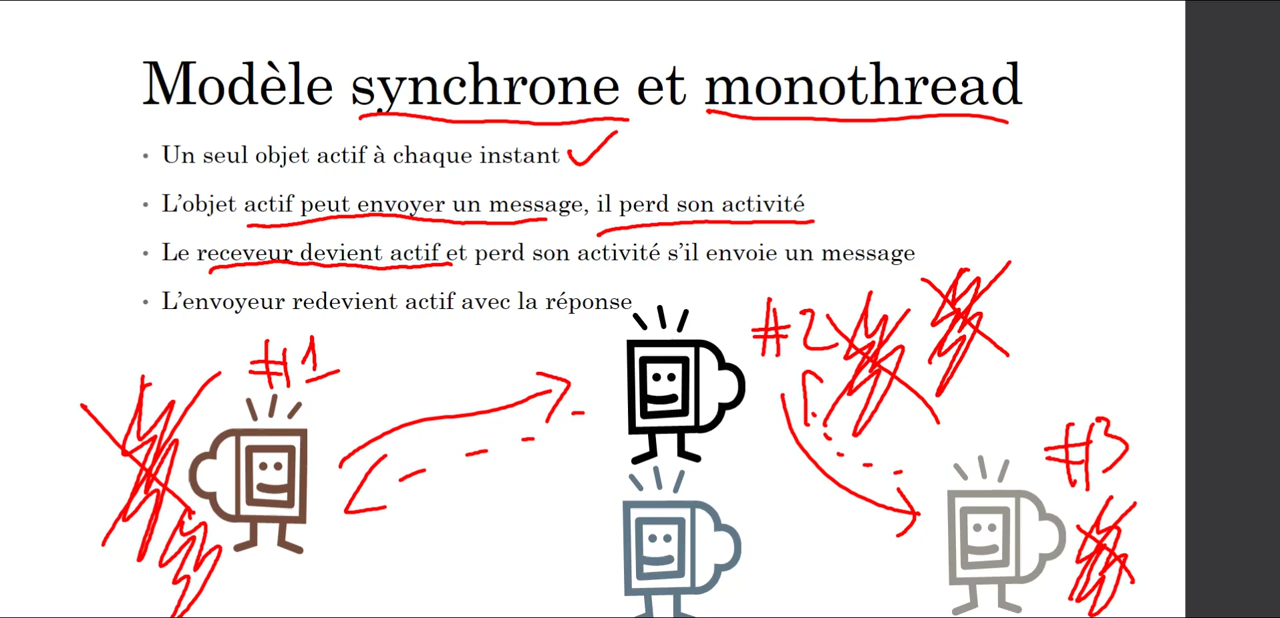 Modèle synchrone et monothread
• Un seul objet actif à chaque instant
• L’objet actif peut envoyer un message, il perd son activité
• Le receveur devient actif et perd son activité s’il envoie un message
• L’envoyeur redevient actif avec la réponse
#1
#2
#3